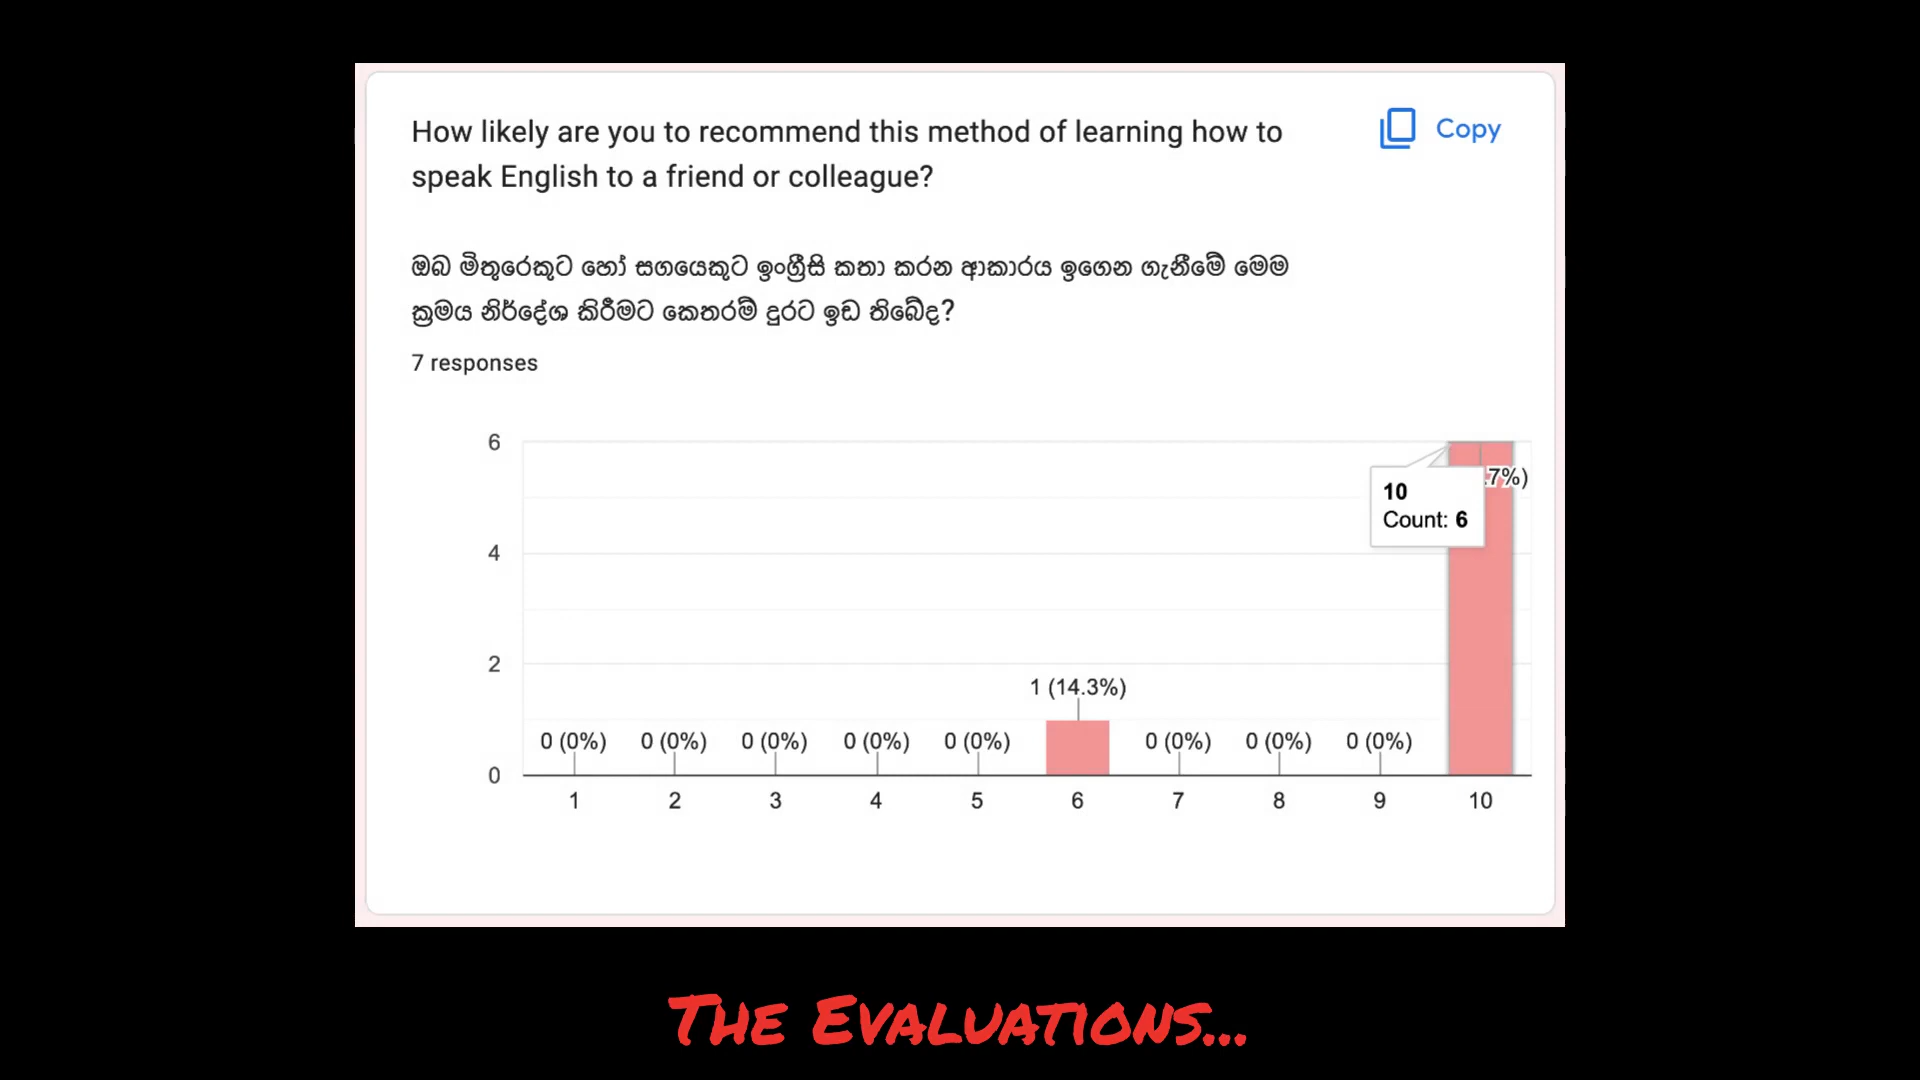 How likely are you to recommend this method of learning how to
speak English to a friend or colleague?
Copy
ඔබ මිතුරෙකුට හෝ සගයෙකුට ඉංග්‍රීසි කතා කරන ආකාරය ඉගෙන ගැනීමේ මෙම
ක්‍රමය නිර්දේශ කිරීමට කෙතරම් දුරට ඉඩ තිබේද?
7 responses
6
4
2
0
10
Count: 6
.7%)
1 (14.3%)
0 (0%) 0 (0%) 0 (0%) 0 (0%) 0 (0%) 0 (0%) 0 (0%) 0 (0%)
1 2 3 4 5 6 7 8 9 10
The Evaluations...